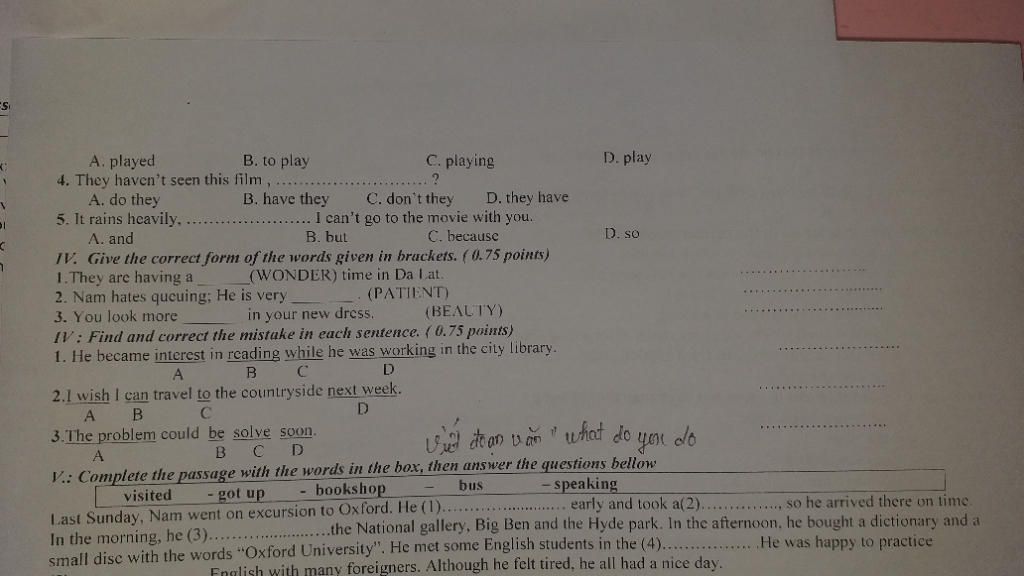 A. played B. to play C. playing D. play
4. They haven't seen this film , ........................... ?
A. do they B. have they C. don't they D. they have
5. It rains heavily, ...................... I can't go to the movie with you.
A. and B. but C. because D. so
IV. Give the correct form of the words given in brackets. ( 0.75 points)
1.They are having a ______(WONDER) time in Da Lat. ........................
2. Nam hates queuing; He is very _______ . (PATIENT) ..........................
3. You look more ______ in your new dress. (BEAUTY) ..........................
IV : Find and correct the mistake in each sentence. ( 0.75 points)
1. He became interest in reading while he was working in the city library. ........................
A B C D
2.I wish I can travel to the countryside next week. ........................
A B C D
3.The problem could be solve soon. ........................
A B C D
viết đoạn văn " what do you do
V.: Complete the passage with the words in the box, then answer the questions bellow
visited - got up - bookshop – bus – speaking
Last Sunday, Nam went on excursion to Oxford. He (1)........................... early and took a(2).............., so he arrived there on time.
In the morning, he (3)........................the National gallery, Big Ben and the Hyde park. In the afternoon, he bought a dictionary and a
small disc with the words "Oxford University". He met some English students in the (4)................. .He was happy to practice
English with many foreigners. Although he felt tired, he all had a nice day.